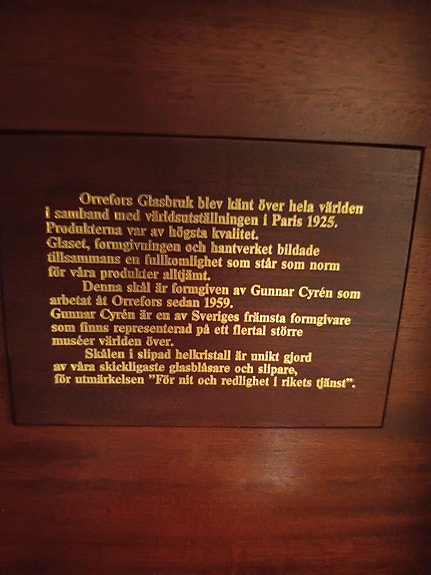 Orrefors Glasbruk blev känt över hela världen
i samband med världsutställningen i Paris 1925.
Produkterna var av högsta kvalitet.
Glaset, formgivningen och hantverket bildade
tillsammans en fullkomlighet som står som norm
för våra produkter alltjämt.
Denna skål är formgiven av Gunnar Cyrén som
arbetat åt Orrefors sedan 1959.
Gunnar Cyrén är en av Sveriges främsta formgivare
som finns representerad på ett flertal större
muséer världen över.
Skålen i slipad helkristall är unikt gjord
av våra skickligaste glasblåsare och slipare,
för utmärkelsen "För nit och redlighet i rikets tjänst".